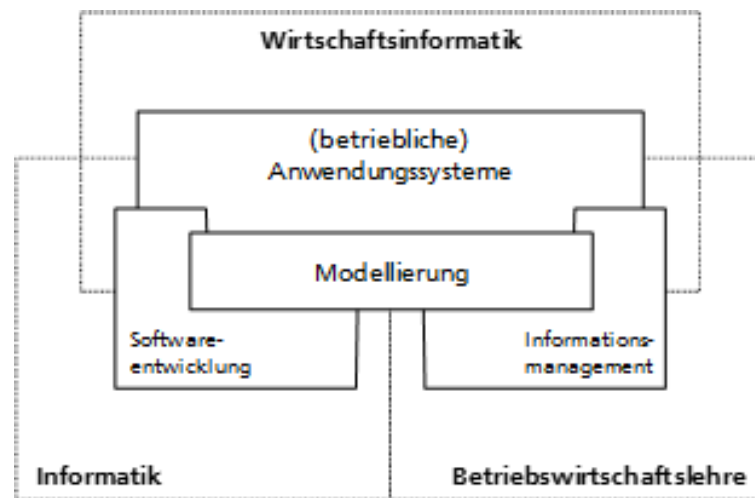 Wirtschaftsinformatik
(betriebliche)
Anwendungssysteme
Modellierung
Software-
entwicklung
Informations-
management
Informatik
Betriebswirtschaftslehre